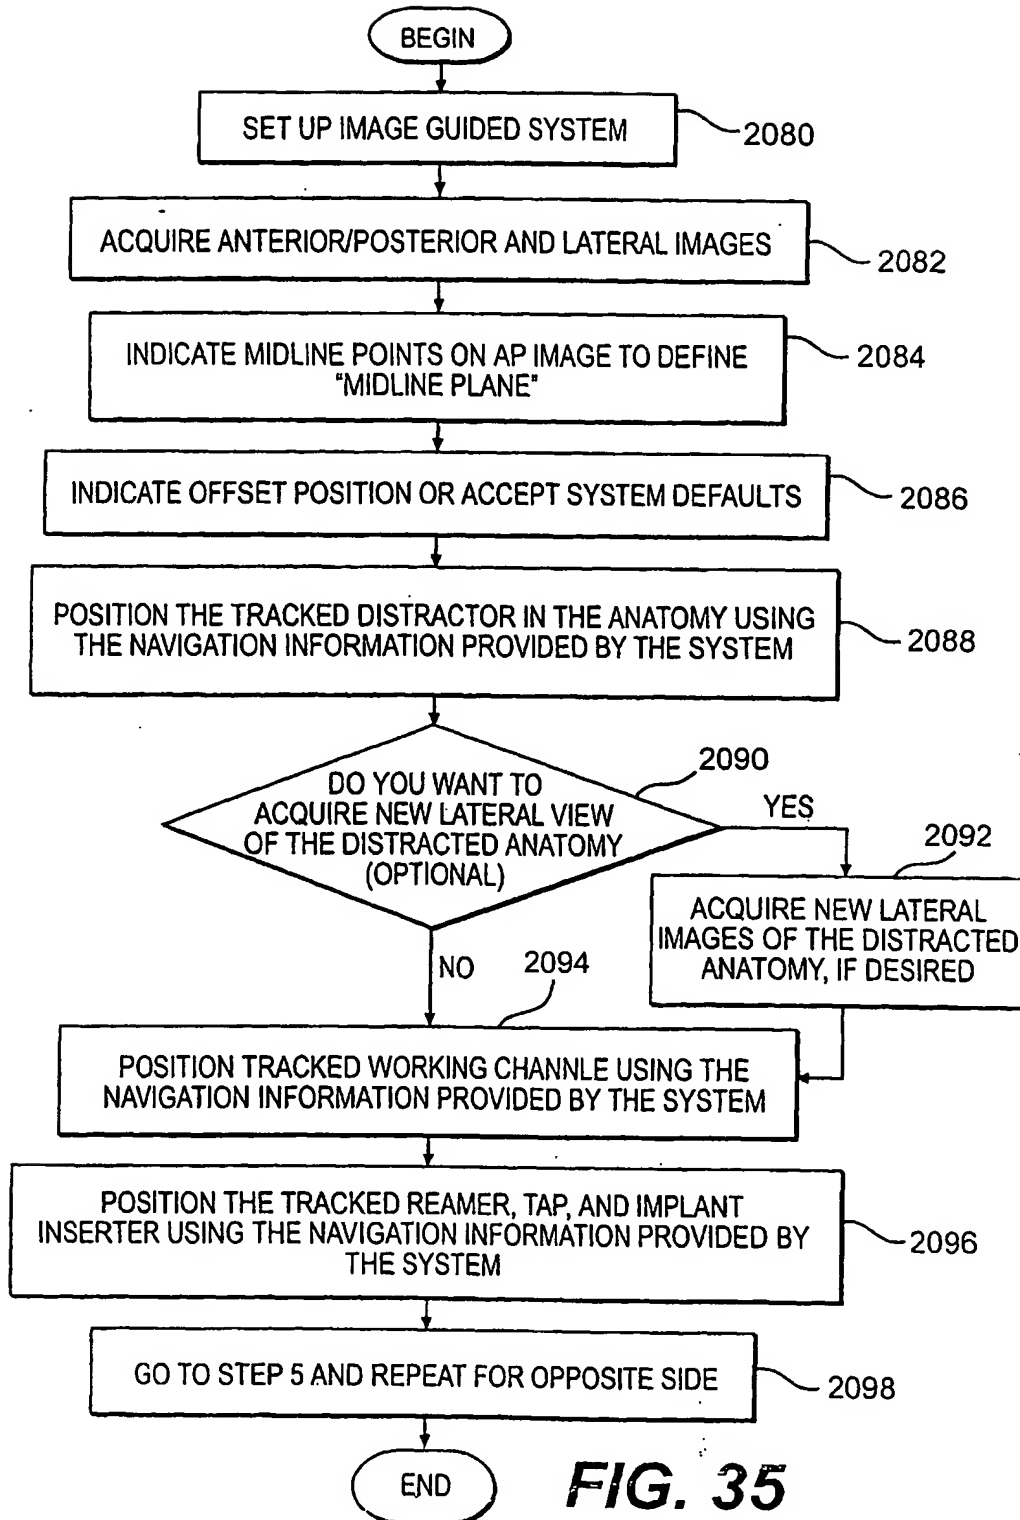 BEGIN
SET UP IMAGE GUIDED SYSTEM
2080
ACQUIRE ANTERIOR/POSTERIOR AND LATERAL IMAGES
2082
INDICATE MIDLINE POINTS ON AP IMAGE TO DEFINE
"MIDLINE PLANE"
2084
INDICATE OFFSET POSITION OR ACCEPT SYSTEM DEFAULTS
2086
POSITION THE TRACKED DISTRACTOR IN THE ANATOMY USING
THE NAVIGATION INFORMATION PROVIDED BY THE SYSTEM
2088
DO YOU WANT TO
ACQUIRE NEW LATERAL VIEW
OF THE DISTRACTED ANATOMY
(OPTIONAL)
2090
YES
2092
ACQUIRE NEW LATERAL
IMAGES OF THE DISTRACTED
ANATOMY, IF DESIRED
NO
2094
POSITION TRACKED WORKING CHANNLE USING THE
NAVIGATION INFORMATION PROVIDED BY THE SYSTEM
POSITION THE TRACKED REAMER, TAP, AND IMPLANT
INSERTER USING THE NAVIGATION INFORMATION PROVIDED BY
THE SYSTEM
2096
GO TO STEP 5 AND REPEAT FOR OPPOSITE SIDE
2098
END
FIG. 35